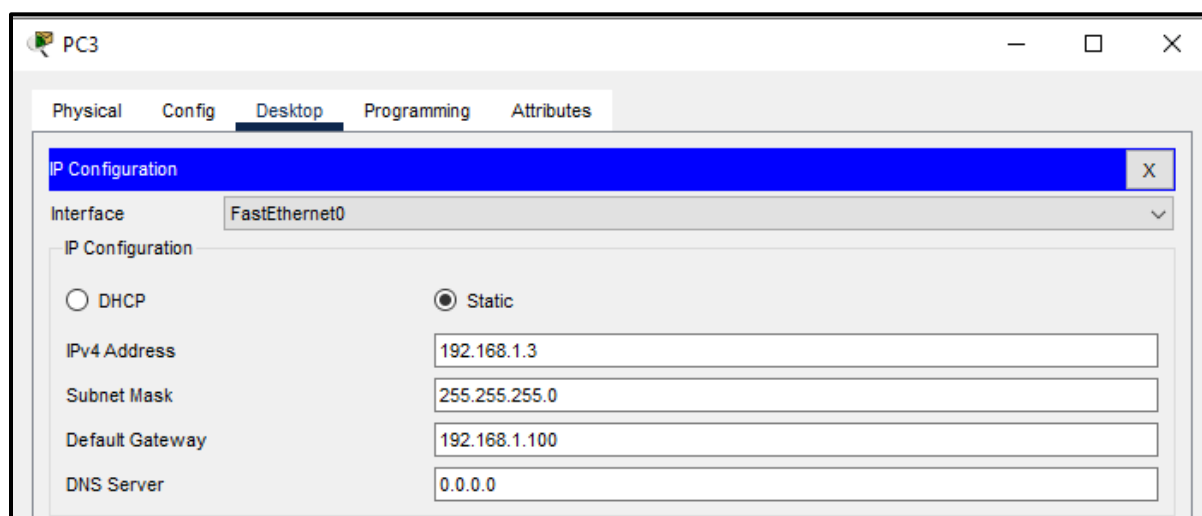 PC3
Physical Config Desktop Programming Attributes
IP Configuration X
Interface FastEthernet0
IP Configuration
DHCP Static
IPv4 Address 192.168.1.3
Subnet Mask 255.255.255.0
Default Gateway 192.168.1.100
DNS Server 0.0.0.0